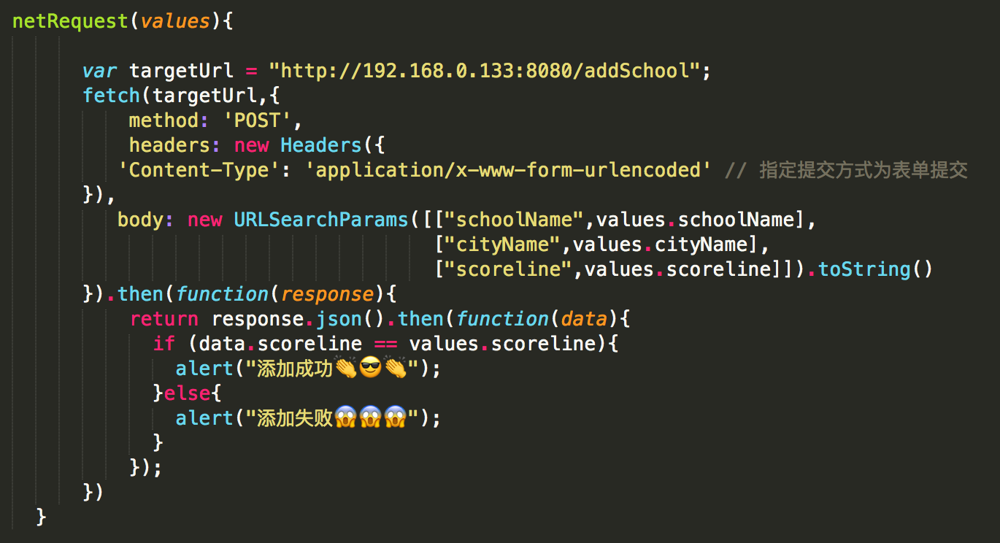 netRequest(values){
var targetUrl = "http://192.168.0.133:8080/addSchool";
fetch(targetUrl,{
method: 'POST',
headers: new Headers({
'Content-Type': 'application/x-www-form-urlencoded' // 指定提交方式为表单提交
}),
body: new URLSearchParams([["schoolName",values.schoolName],
["cityName",values.cityName],
["scoreline",values.scoreline]]).toString()
}).then(function(response){
return response.json().then(function(data){
if (data.scoreline == values.scoreline){
alert("添加成功👏😎👏");
}else{
alert("添加失败😱😱😱");
}
});
})
}